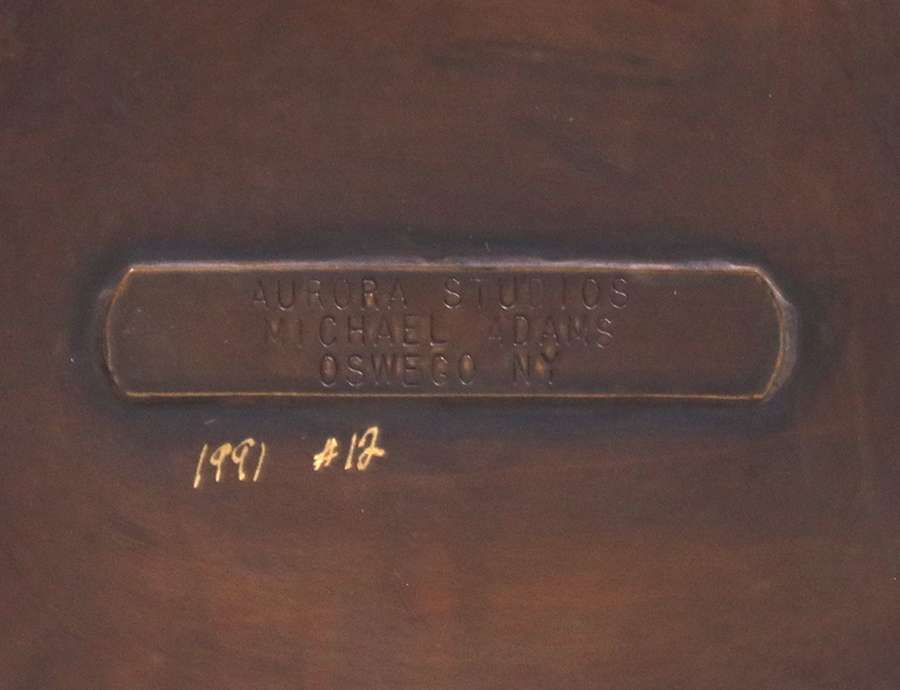 AURORA STUDIOS
MICHAEL ADAMS
OSWEGO NY
1991 #12